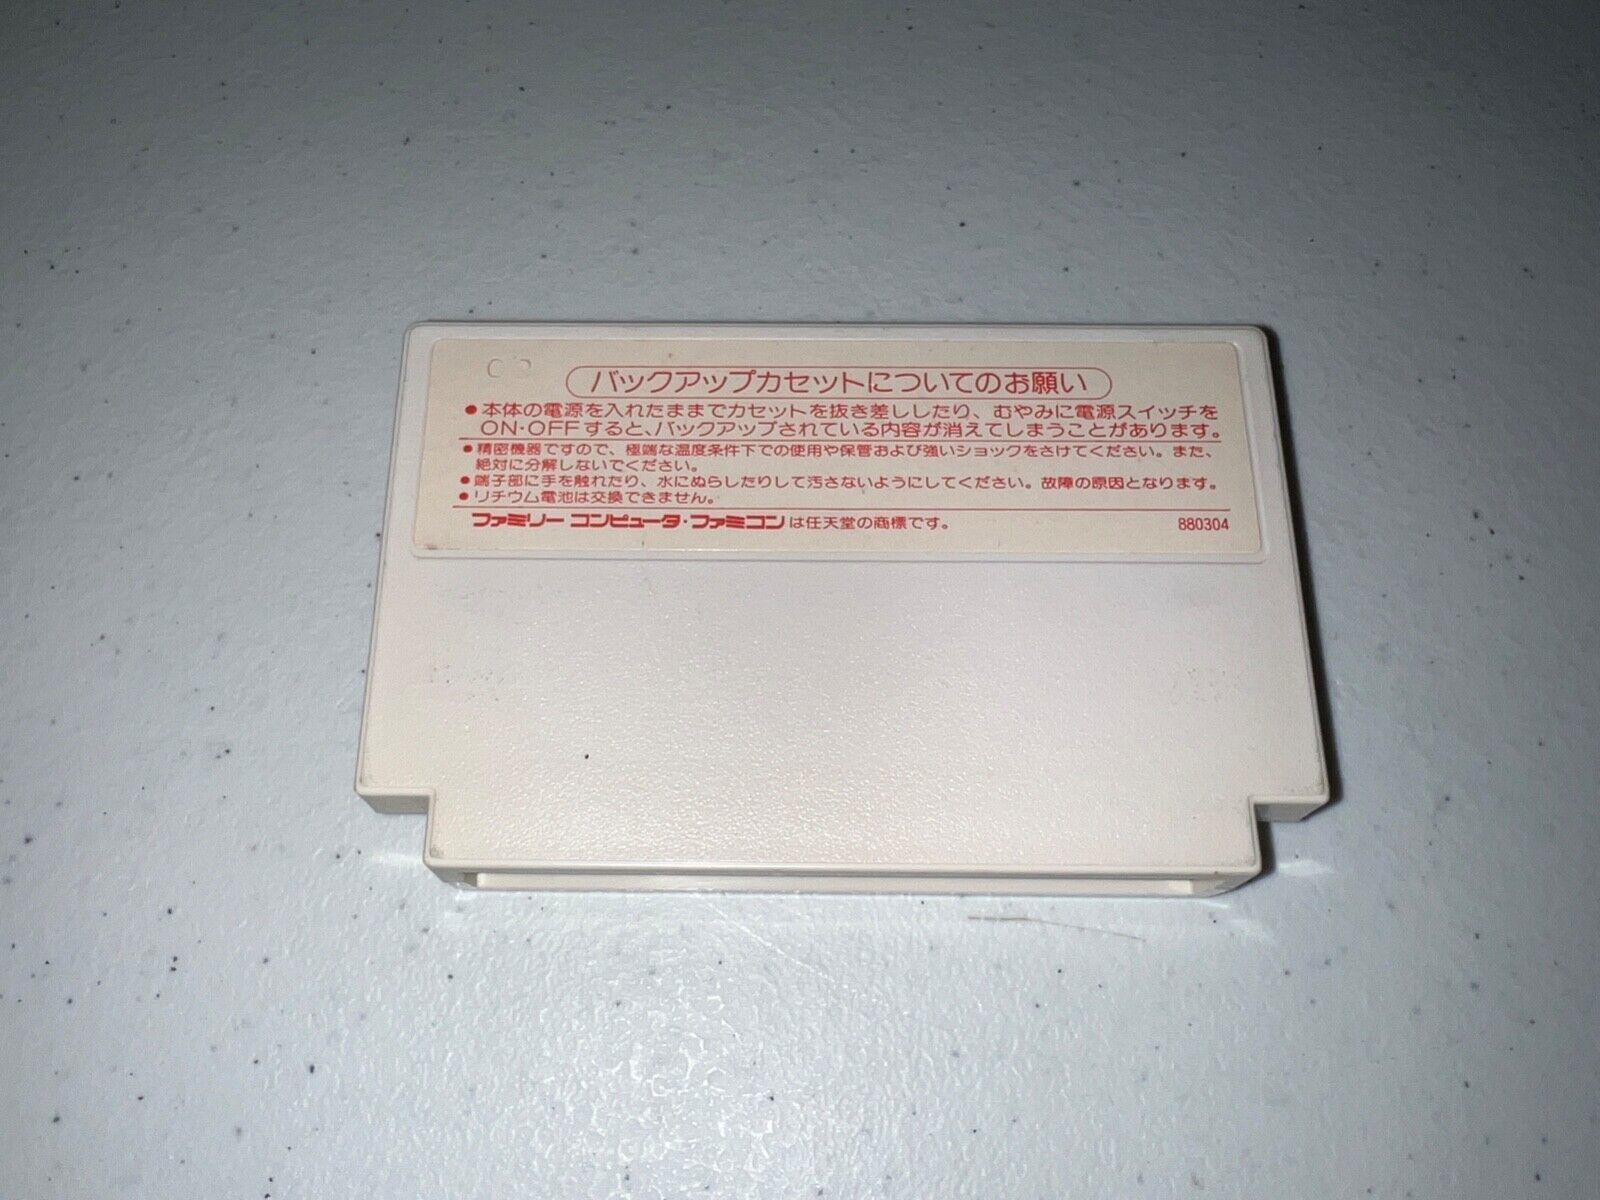 バックアップカセットについてのお願い
●本体の電源を入れたままでカセットを抜き差ししたり、むやみに電源スイッチを
ON・OFFすると、バックアップされている内容が消えてしまうことがあります。
●精密機器ですので、極端な温度条件下での使用や保管および強いショックをさけてください。また、
絶対に分解しないでください。
●端子部に手を触れたり、水にぬらしたりして汚さないようにしてください。故障の原因となります。
●リチウム電池は交換できません。
ファミリー コンピュータ・ファミコンは任天堂の商標です。 880304